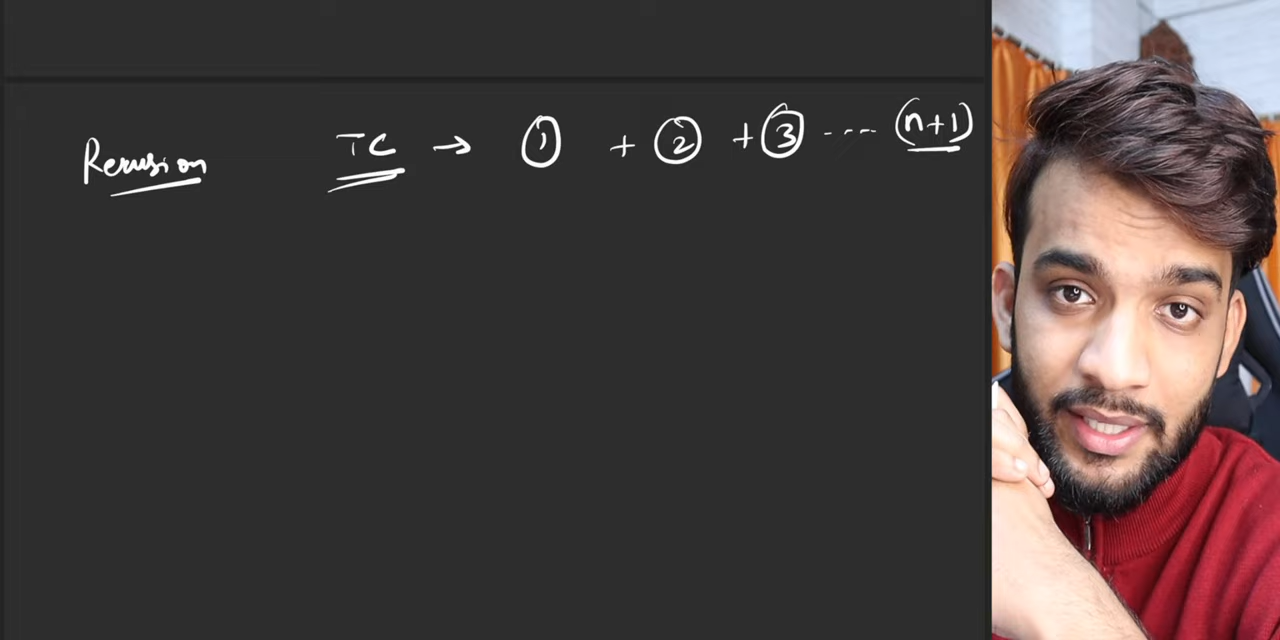 Recursion TC → 1 + 2 + 3 ---- (n+1)